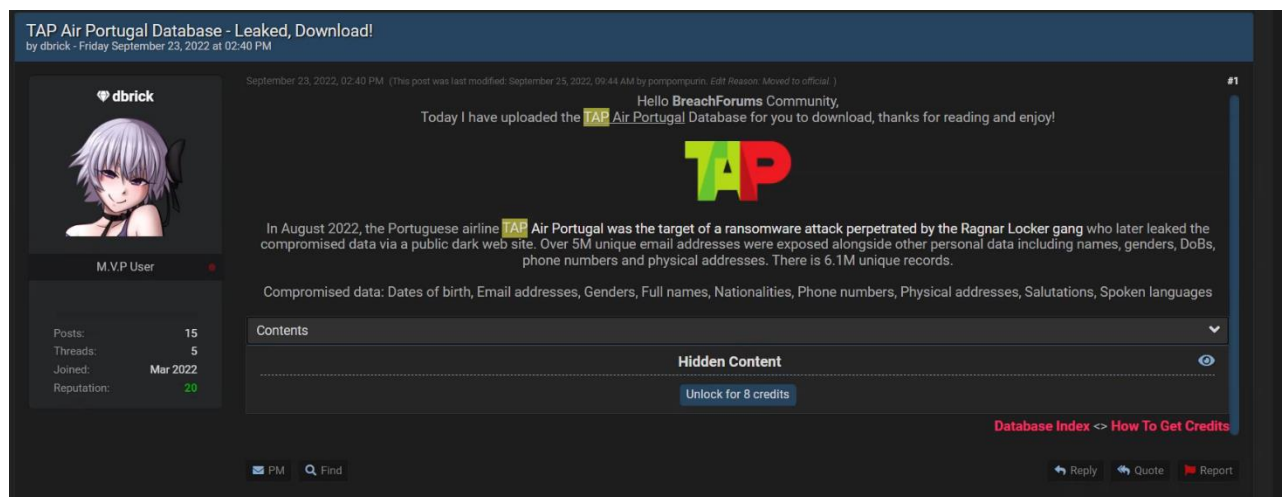 TAP Air Portugal Database - Leaked, Download!
by dbrick - Friday September 23, 2022 at 02:40 PM
dbrick
M.V.P User
Posts: 15
Threads: 5
Joined: Mar 2022
Reputation: 20
September 23, 2022, 02:40 PM (This post was last modified: September 25, 2022, 09:44 AM by pompompurin. Edit Reason: Moved to official. )
#1
Hello BreachForums Community,
Today I have uploaded the TAP Air Portugal Database for you to download, thanks for reading and enjoy!
TAP
In August 2022, the Portuguese airline TAP Air Portugal was the target of a ransomware attack perpetrated by the Ragnar Locker gang who later leaked the
compromised data via a public dark web site. Over 5M unique email addresses were exposed alongside other personal data including names, genders, DoBs,
phone numbers and physical addresses. There is 6.1M unique records.
Compromised data: Dates of birth, Email addresses, Genders, Full names, Nationalities, Phone numbers, Physical addresses, Salutations, Spoken languages
Contents
Hidden Content
Unlock for 8 credits
Database Index <> How To Get Credits
PM Find
Reply Quote Report